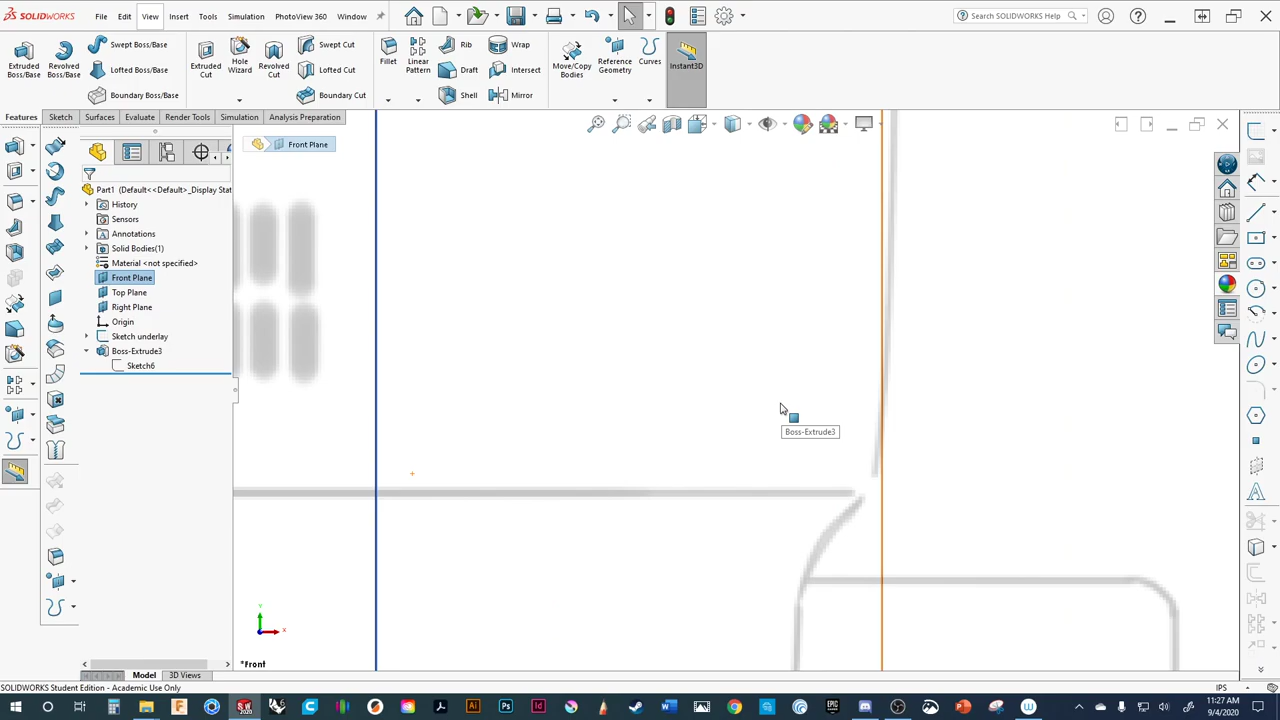 SOLIDWORKS File Edit View Insert Tools Simulation PhotoView 360 Window Search SOLIDWORKS Help
Extruded Boss/Base
Revolved Boss/Base
Swept Boss/Base
Lofted Boss/Base
Boundary Boss/Base
Extruded Cut
Hole Wizard
Revolved Cut
Swept Cut
Lofted Cut
Boundary Cut
Fillet
Linear Pattern
Rib
Draft
Shell
Wrap
Intersect
Mirror
Move/Copy Bodies
Reference Geometry
Curves
Instant3D
Features Sketch Surfaces Evaluate Render Tools Simulation Analysis Preparation
Front Plane
Part1 (Default<<Default>_Display Stat
History
Sensors
Annotations
Solid Bodies(1)
Material <not specified>
Front Plane
Top Plane
Right Plane
Origin
Sketch underlay
Boss-Extrude3
Sketch6
Boss-Extrude3
Y
X
*Front
Model 3D Views
SOLIDWORKS Student Edition - Academic Use Only IPS
11:27 AM
9/4/2020